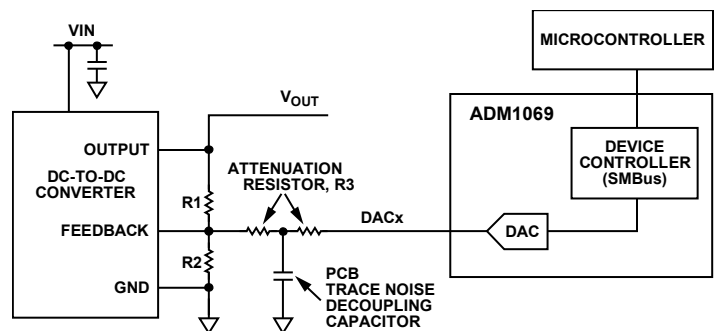 VIN
MICROCONTROLLER
VOUT
ADM1069
OUTPUT
DC-TO-DC
CONVERTER
ATTENUATION
RESISTOR, R3
DEVICE
CONTROLLER
(SMBus)
R1
DACx
FEEDBACK
DAC
R2
GND
PCB
TRACE NOISE
DECOUPLING
CAPACITOR